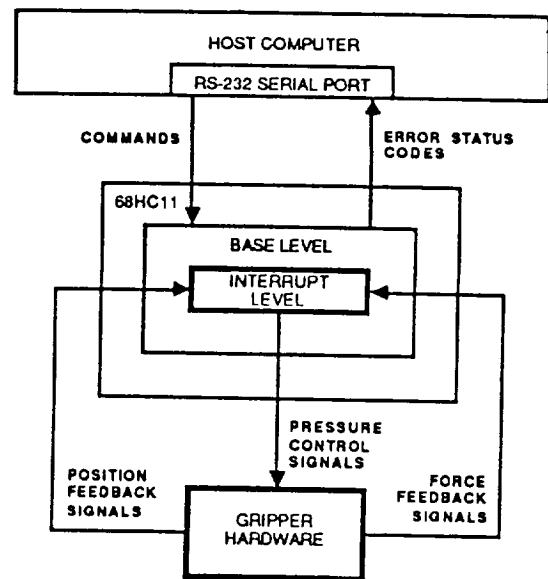 HOST COMPUTER
RS-232 SERIAL PORT
COMMANDS
ERROR STATUS
CODES
68HC11
BASE LEVEL
INTERRUPT
LEVEL
PRESSURE
CONTROL
SIGNALS
POSITION
FEEDBACK
SIGNALS
FORCE
FEEDBACK
SIGNALS
GRIPPER
HARDWARE